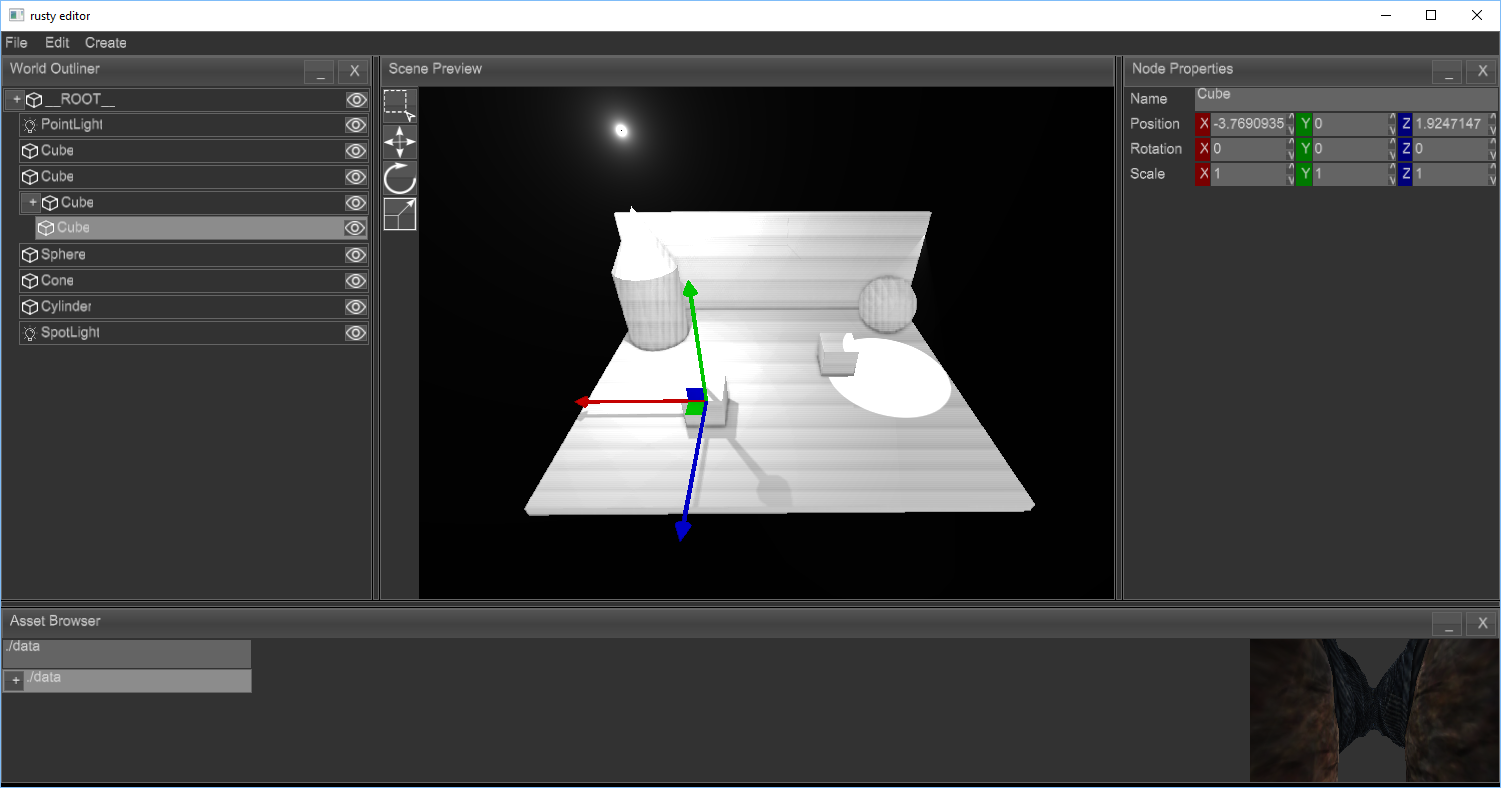 rusty editor
File Edit Create
World Outliner _ X
+ __ROOT__
PointLight
Cube
Cube
+ Cube
Cube
Sphere
Cone
Cylinder
SpotLight
Scene Preview
Node Properties _ X
Name Cube
Position X -3.7690935 Y 0 Z 1.9247147
Rotation X 0 Y 0 Z 0
Scale X 1 Y 1 Z 1
Asset Browser _ X
./data
+ ./data